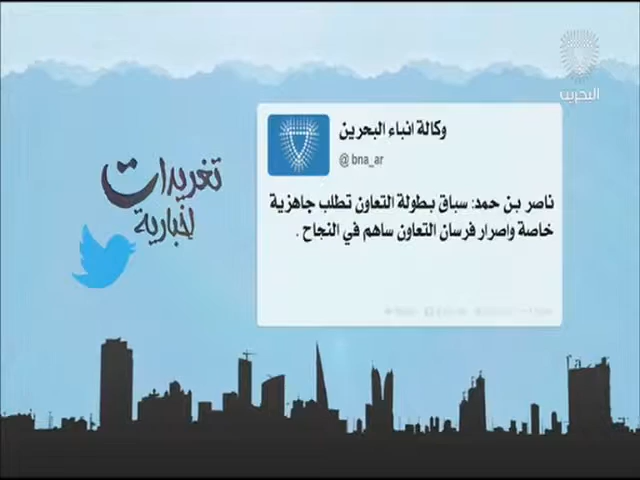 البحرين
وكالة انباء البحرين
@bna_ar
تغريدات
إخبارية
ناصر بن حمد: سباق بطولة التعاون تطلب جاهزية
خاصة واصرار فرسان التعاون ساهم في النجاح .